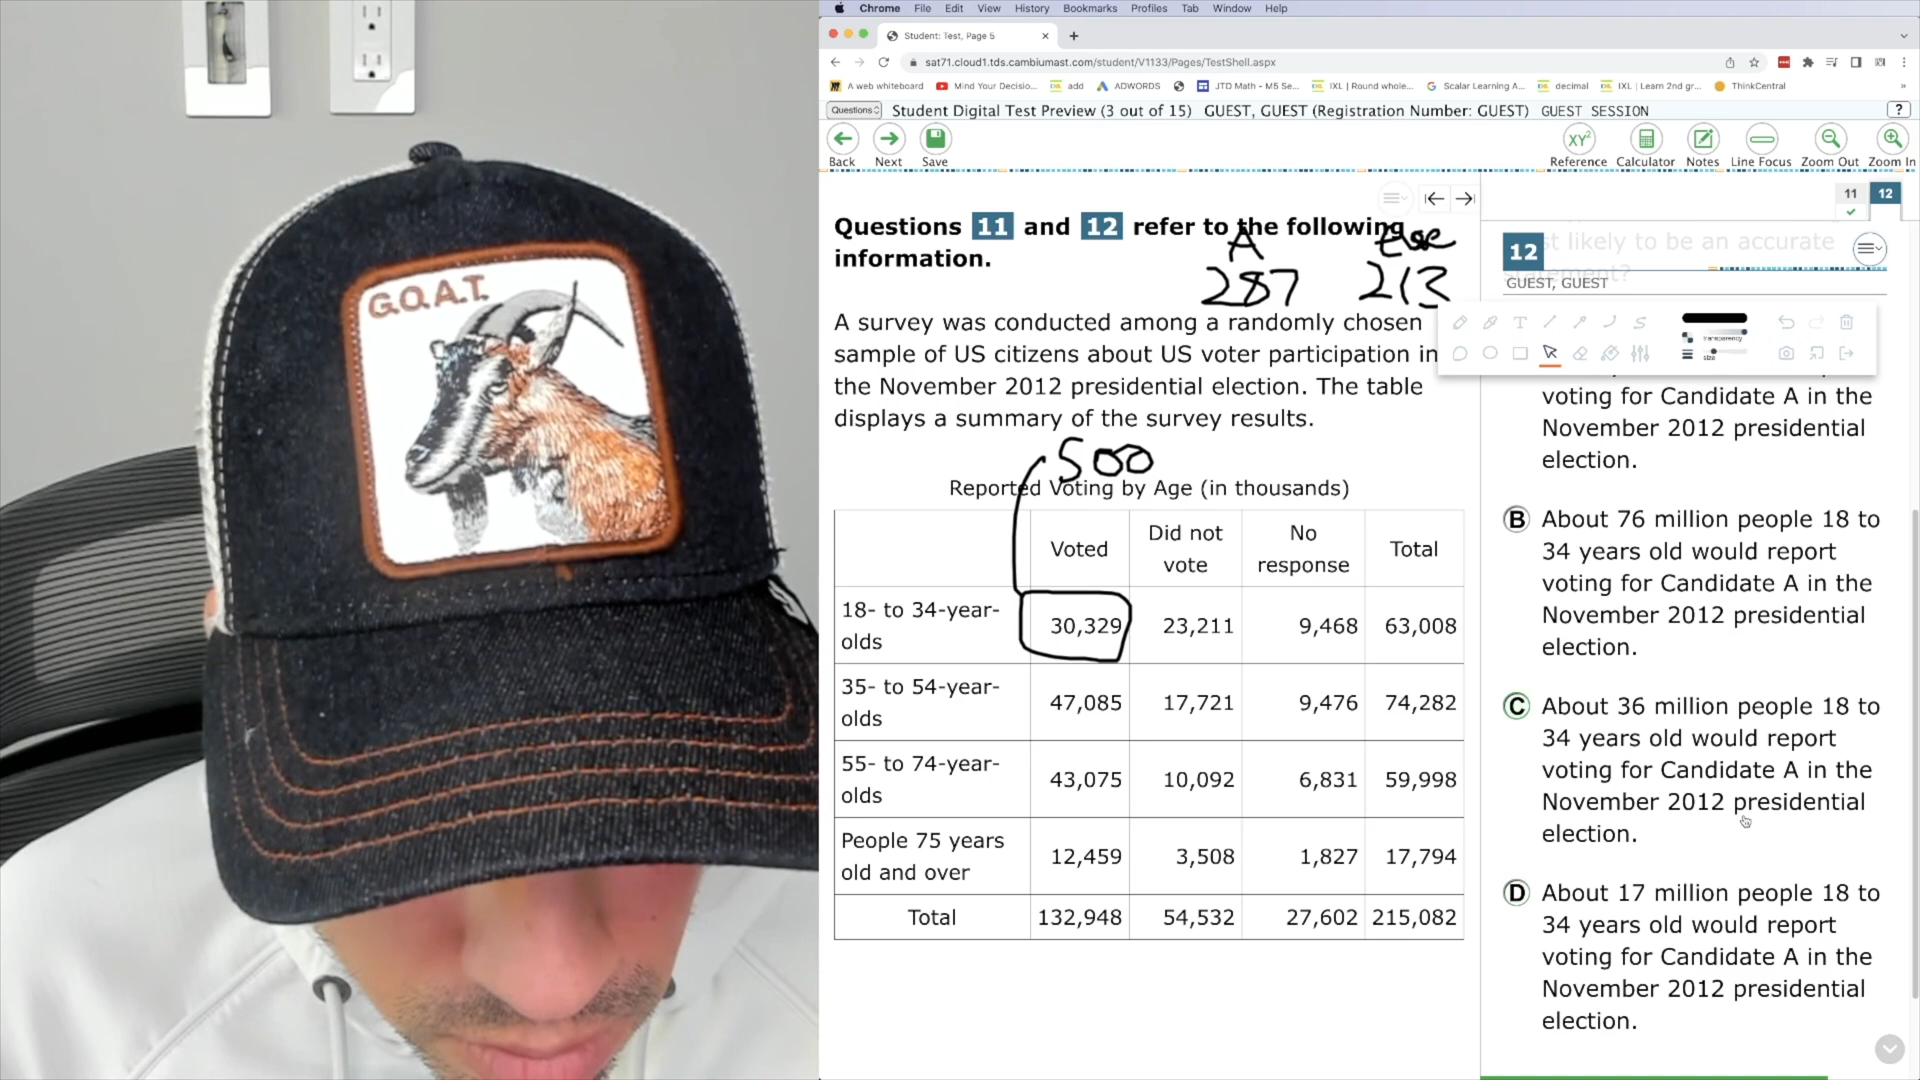 G.O.A.T.
Chrome File Edit View History Bookmarks Profiles Tab Window Help
Student: Test, Page 5
sat71.cloud1.tds.cambiumast.com/student/V1133/Pages/TestShell.aspx
A web whiteboard Mind Your Decisio... add ADWORDS JTD Math - M5 Se... IXL | Round whole... Scalar Learning A... decimal IXL | Learn 2nd gr... ThinkCentral »
Questions Student Digital Test Preview (3 out of 15) GUEST, GUEST (Registration Number: GUEST) GUEST SESSION ?
Back Next Save XY² Reference Calculator Notes Line Focus Zoom Out Zoom In
11 12
Questions 11 and 12 refer to the following
information.
A
287 213
A survey was conducted among a randomly chosen
sample of US citizens about US voter participation in
the November 2012 presidential election. The table
displays a summary of the survey results.
500
Reported Voting by Age (in thousands)
Voted Did not vote No response Total
18- to 34-year-olds 30,329 23,211 9,468 63,008
35- to 54-year-olds 47,085 17,721 9,476 74,282
55- to 74-year-olds 43,075 10,092 6,831 59,998
People 75 years old and over 12,459 3,508 1,827 17,794
Total 132,948 54,532 27,602 215,082
12
likely to be an accurate
statement?
GUEST, GUEST
T
transparency
size
voting for Candidate A in the
November 2012 presidential
election.
B About 76 million people 18 to
34 years old would report
voting for Candidate A in the
November 2012 presidential
election.
C About 36 million people 18 to
34 years old would report
voting for Candidate A in the
November 2012 presidential
election.
D About 17 million people 18 to
34 years old would report
voting for Candidate A in the
November 2012 presidential
election.